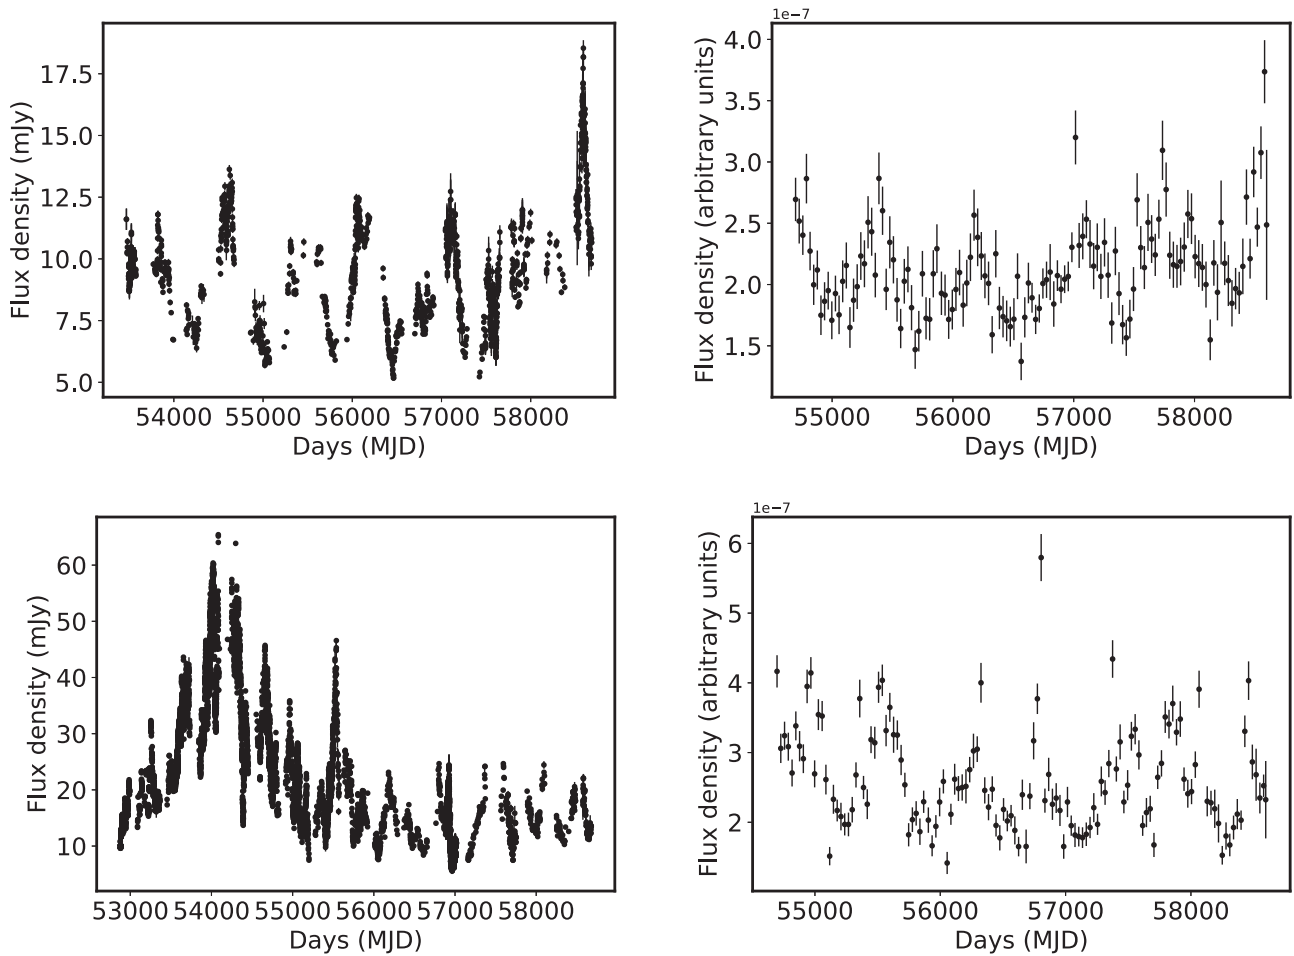 17.5
15.0
12.5
10.0
7.5
5.0
Flux density (mJy)
54000 55000 56000 57000 58000
Days (MJD)
1e−7
4.0
3.5
3.0
2.5
2.0
1.5
Flux density (arbitrary units)
55000 56000 57000 58000
Days (MJD)
60
50
40
30
20
10
Flux density (mJy)
53000 54000 55000 56000 57000 58000
Days (MJD)
1e−7
6
5
4
3
2
Flux density (arbitrary units)
55000 56000 57000 58000
Days (MJD)